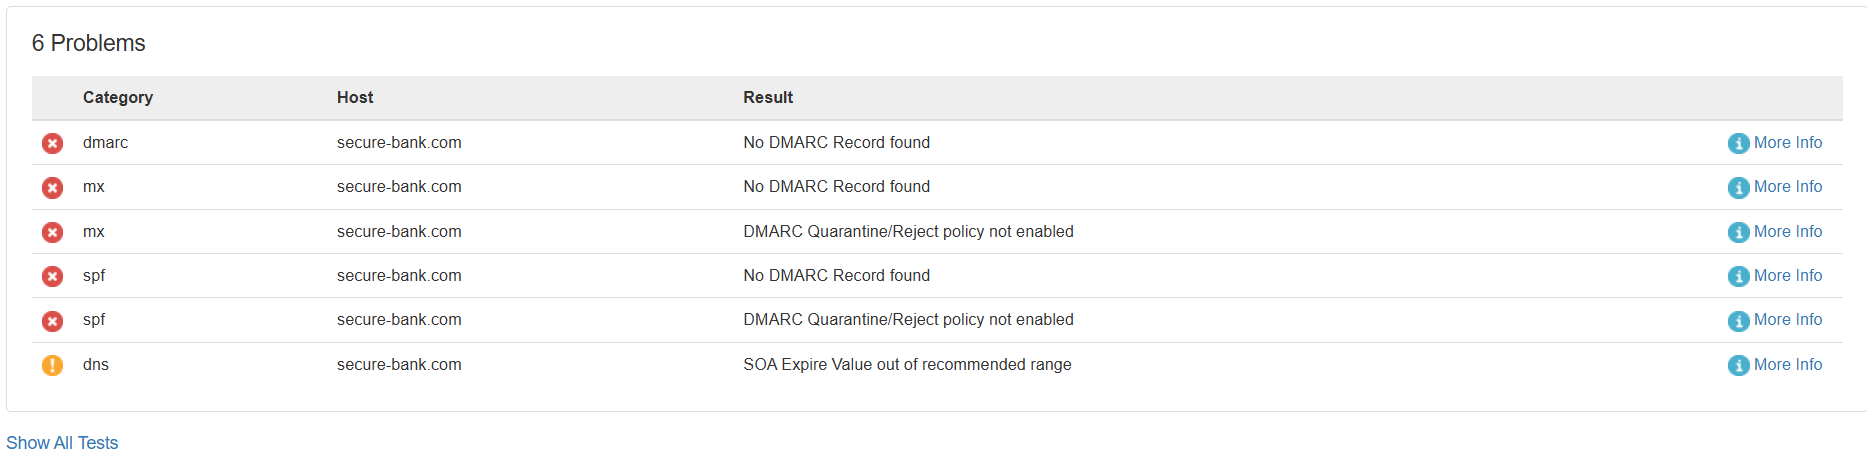 6 Problems
Category Host Result
dmarc secure-bank.com No DMARC Record found More Info
mx secure-bank.com No DMARC Record found More Info
mx secure-bank.com DMARC Quarantine/Reject policy not enabled More Info
spf secure-bank.com No DMARC Record found More Info
spf secure-bank.com DMARC Quarantine/Reject policy not enabled More Info
dns secure-bank.com SOA Expire Value out of recommended range More Info
Show All Tests